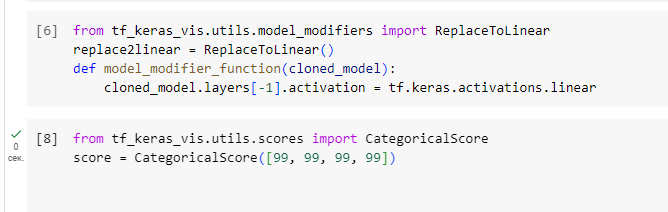 [6] from tf_keras_vis.utils.model_modifiers import ReplaceToLinear
replace2linear = ReplaceToLinear()
def model_modifier_function(cloned_model):
    cloned_model.layers[-1].activation = tf.keras.activations.linear
✓ [8] from tf_keras_vis.utils.scores import CategoricalScore
0 score = CategoricalScore([99, 99, 99, 99])
сек.